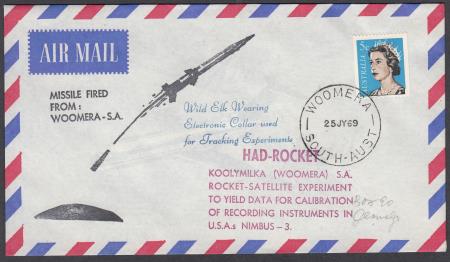 AIR MAIL
MISSILE FIRED
FROM:
WOOMERA-S.A.
Wild Elk Wearing
Electronic Collar used
for Tracking Experiments
AUSTRALIA
WOOMERA
25JY69
SOUTH-AUST
HAD-ROCKET
KOOLYMILKA (WOOMERA) S.A.
ROCKET-SATELLITE EXPERIMENT
TO YIELD DATA FOR CALIBRATION
OF RECORDING INSTRUMENTS IN
U.S.A.s NIMBUS-3.